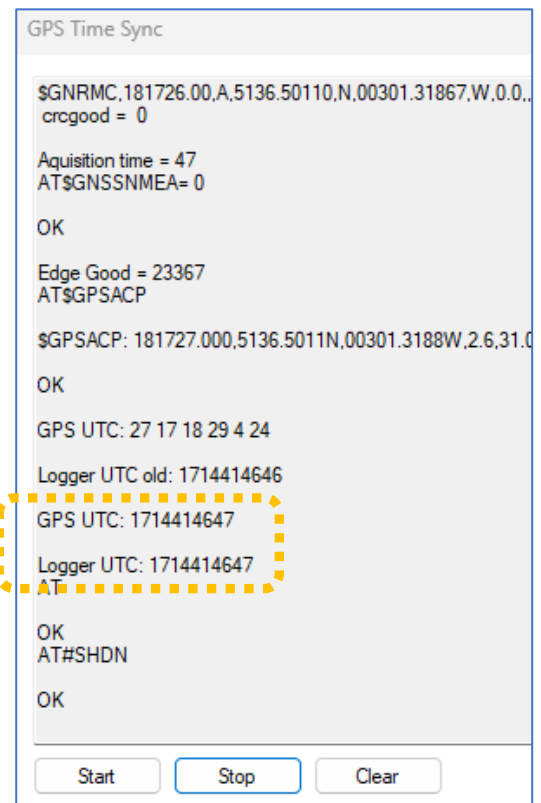 GPS Time Sync
$GNRMC,181726.00,A,5136.50110,N,00301.31867,W,0.0,,
crcgood = 0
Aquisition time = 47
AT$GNSSNMEA= 0
OK
Edge Good = 23367
AT$GPSACP
$GPSACP: 181727.000,5136.5011N,00301.3188W,2.6,31.0
OK
GPS UTC: 27 17 18 29 4 24
Logger UTC old: 1714414646
GPS UTC: 1714414647
Logger UTC: 1714414647
AT
OK
AT#SHDN
OK
Start Stop Clear